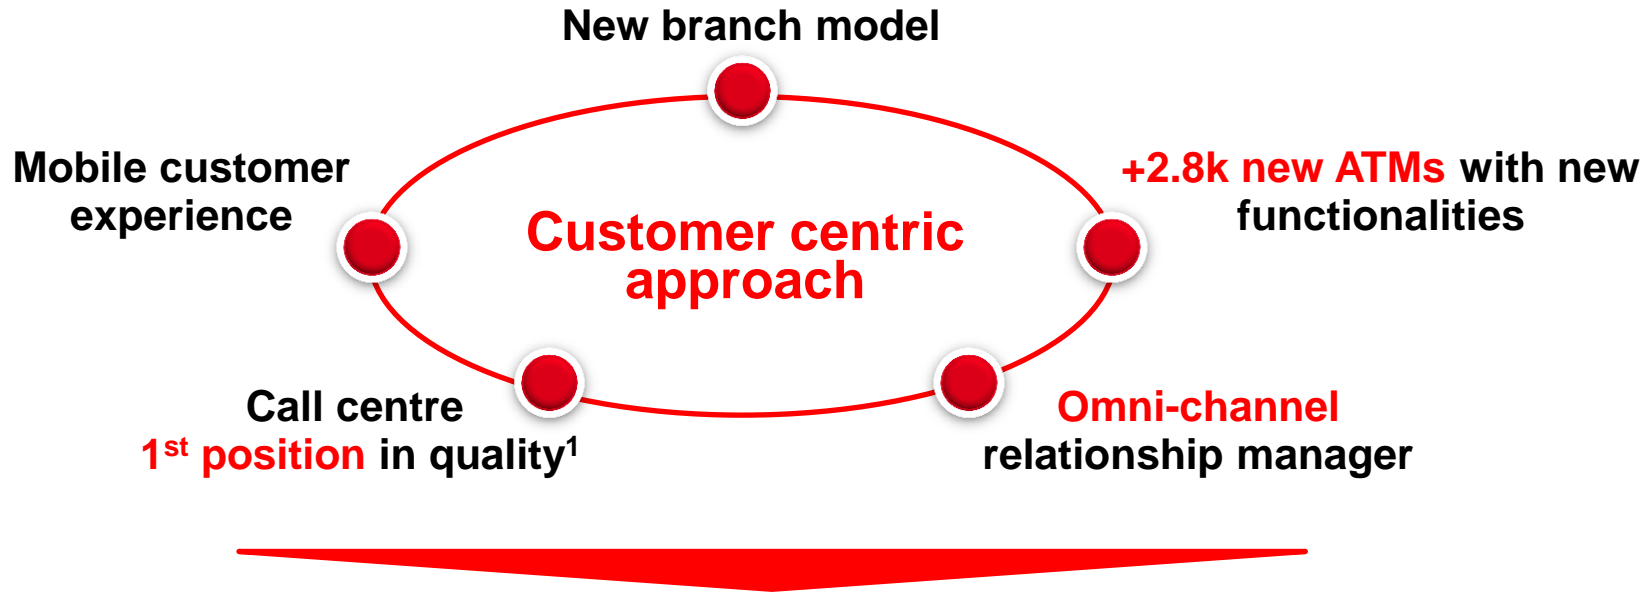 New branch model
Mobile customer
experience
+2.8k new ATMs with new
functionalities
Customer centric
approach
Call centre
1st position in quality1
Omni-channel
relationship manager